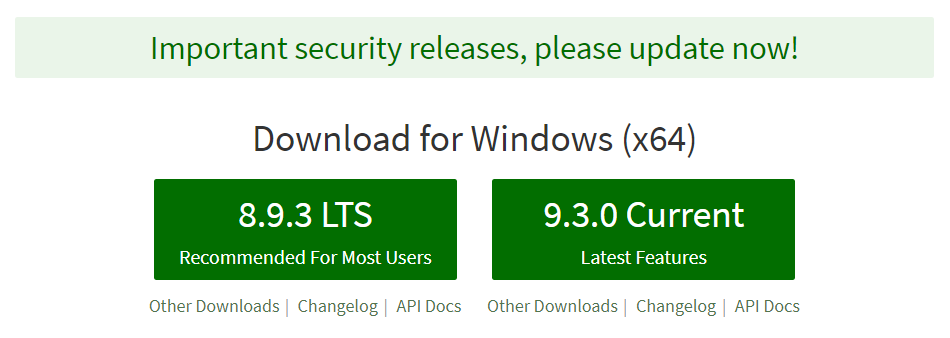 Important security releases, please update now!
Download for Windows (x64)
8.9.3 LTS
Recommended For Most Users
9.3.0 Current
Latest Features
Other Downloads | Changelog | API Docs
Other Downloads | Changelog | API Docs